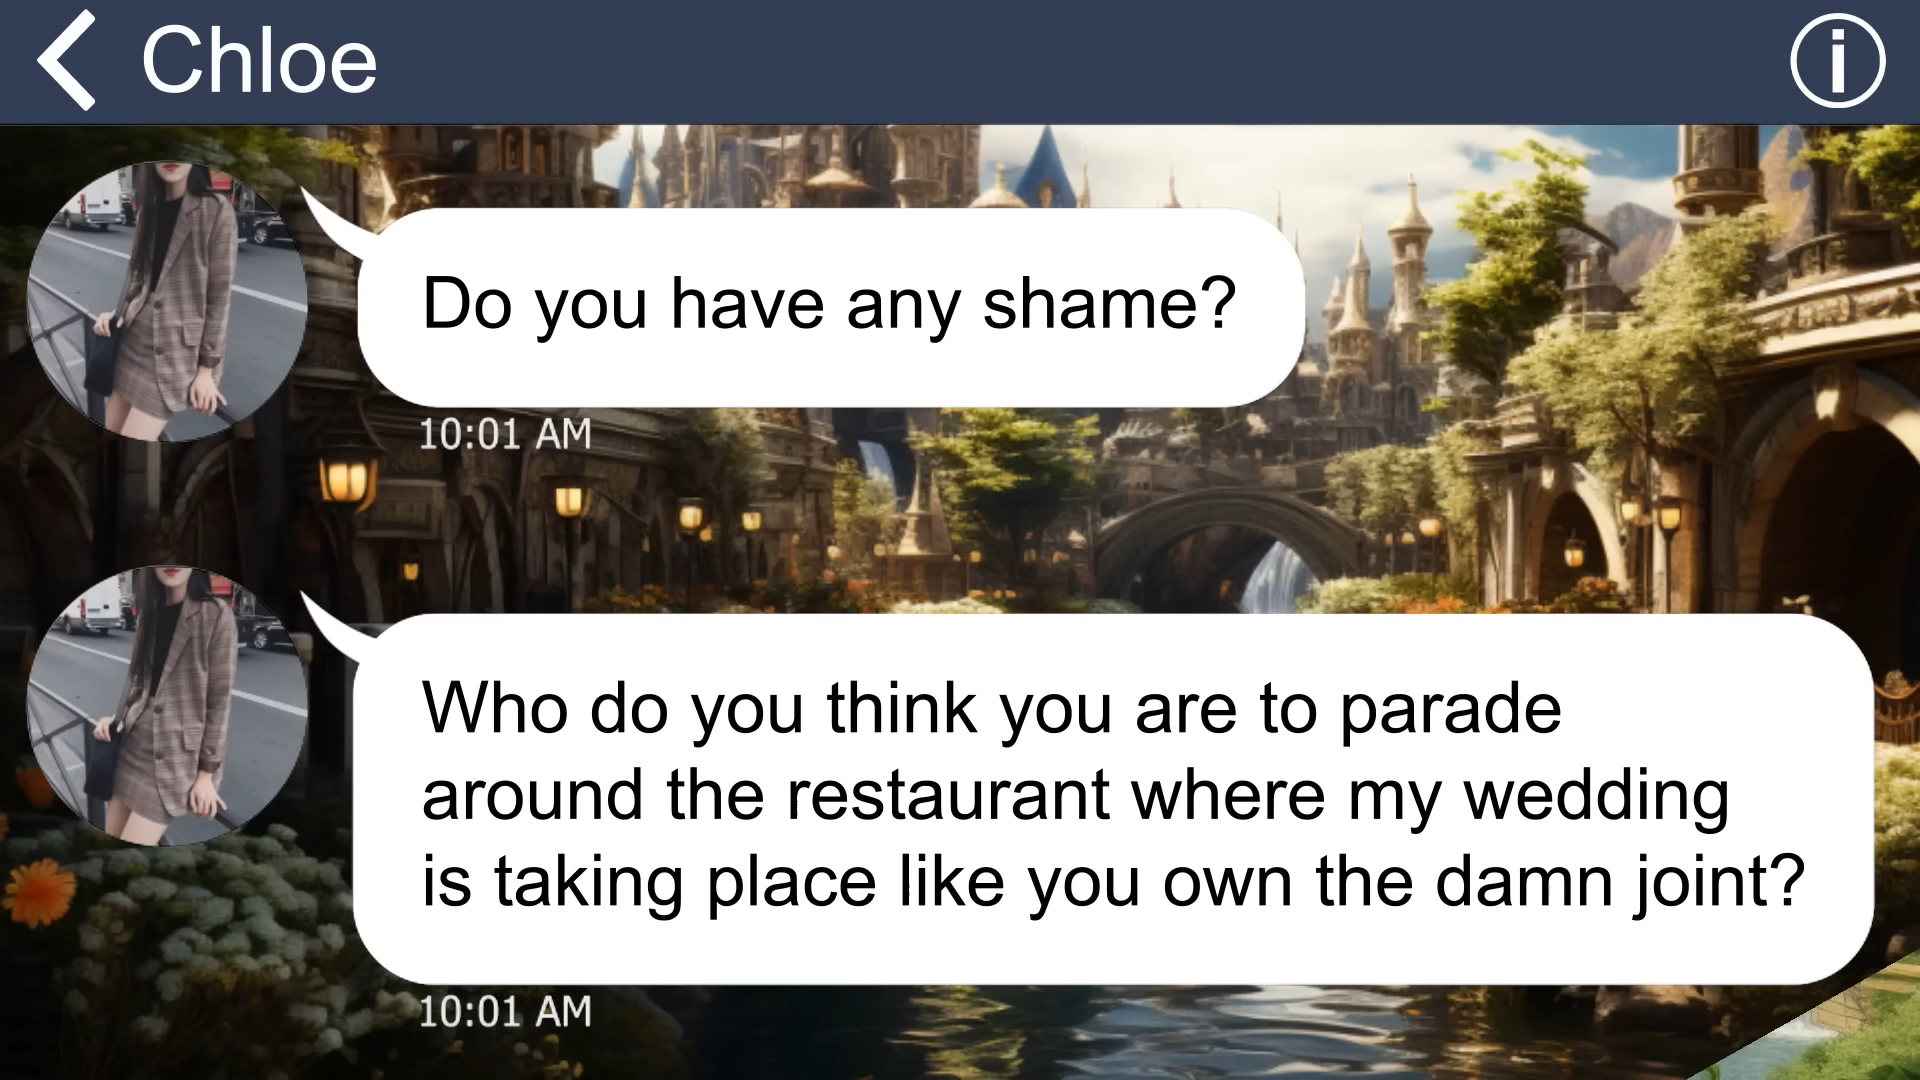 Chloe
Do you have any shame?
10:01 AM
Who do you think you are to parade
around the restaurant where my wedding
is taking place like you own the damn joint?
10:01 AM